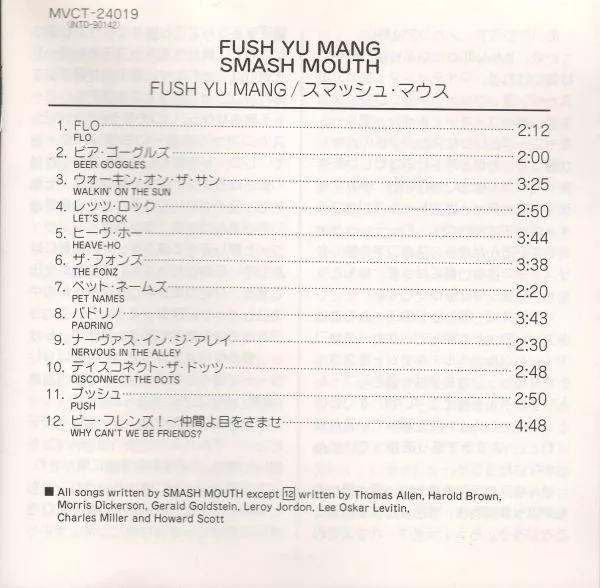 MVCT-24019
(INTD-90142)
FUSH YU MANG
SMASH MOUTH
FUSH YU MANG/スマッシュ・マウス
1. FLO 2:12
FLO
2. ビア・ゴーグルズ 2:00
BEER GOGGLES
3. ウオーキン・オン・ザ・サン 3:25
WALKIN' ON THE SUN
4. レッツ・ロック 2:50
LET'S ROCK
5. ヒーヴ・ホー 3:44
HEAVE-HO
6. ザ・フォンズ 3:38
THE FONZ
7. ペット・ネームズ 2:20
PET NAMES
8. パドリノ 3:43
PADRINO
9. ナーヴァス・イン・ジ・アレイ 2:30
NERVOUS IN THE ALLEY
10. ディスコネクト・ザ・ドッツ 2:48
DISCONNECT THE DOTS
11. プッシュ 2:50
PUSH
12. ビー・フレンズ!〜仲間よ目をさませ 4:48
WHY CAN'T WE BE FRIENDS?
■ All songs written by SMASH MOUTH except 12 written by Thomas Allen, Harold Brown,
Morris Dickerson, Gerald Goldstein, Leroy Jordon, Lee Oskar Levitin,
Charles Miller and Howard Scott